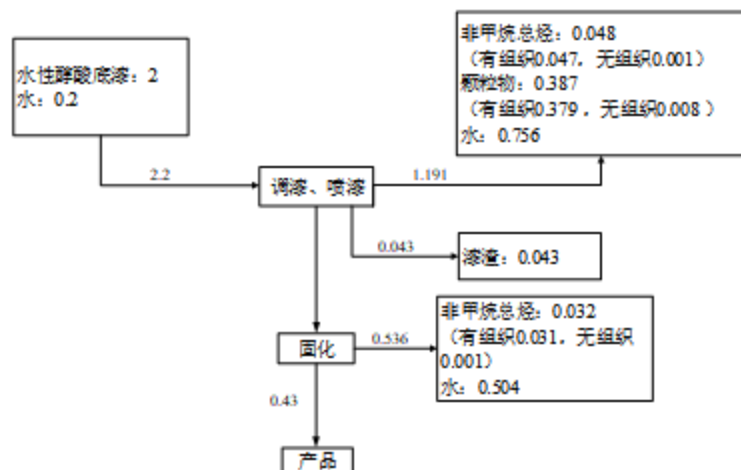 水性醇酸底漆：2
水：0.2
非甲烷总烃：0.048
（有组织0.047，无组织0.001）
颗粒物：0.387
（有组织0.379，无组织0.008）
水：0.756
2.2
调漆、喷漆
1.191
0.043
漆渣：0.043
非甲烷总烃：0.032
（有组织0.031，无组织
0.001）
水：0.504
固化
0.536
0.43
产品